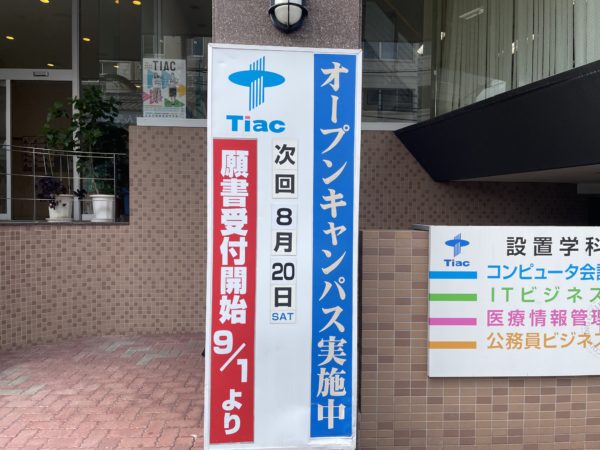 TIAC
Tiac
オープンキャンパス実施中
次回8月20日
SAT
願書受付開始9/1より
Tiac
設置学科
コンピュータ会計
ITビジネス
医療情報管理
公務員ビジネス